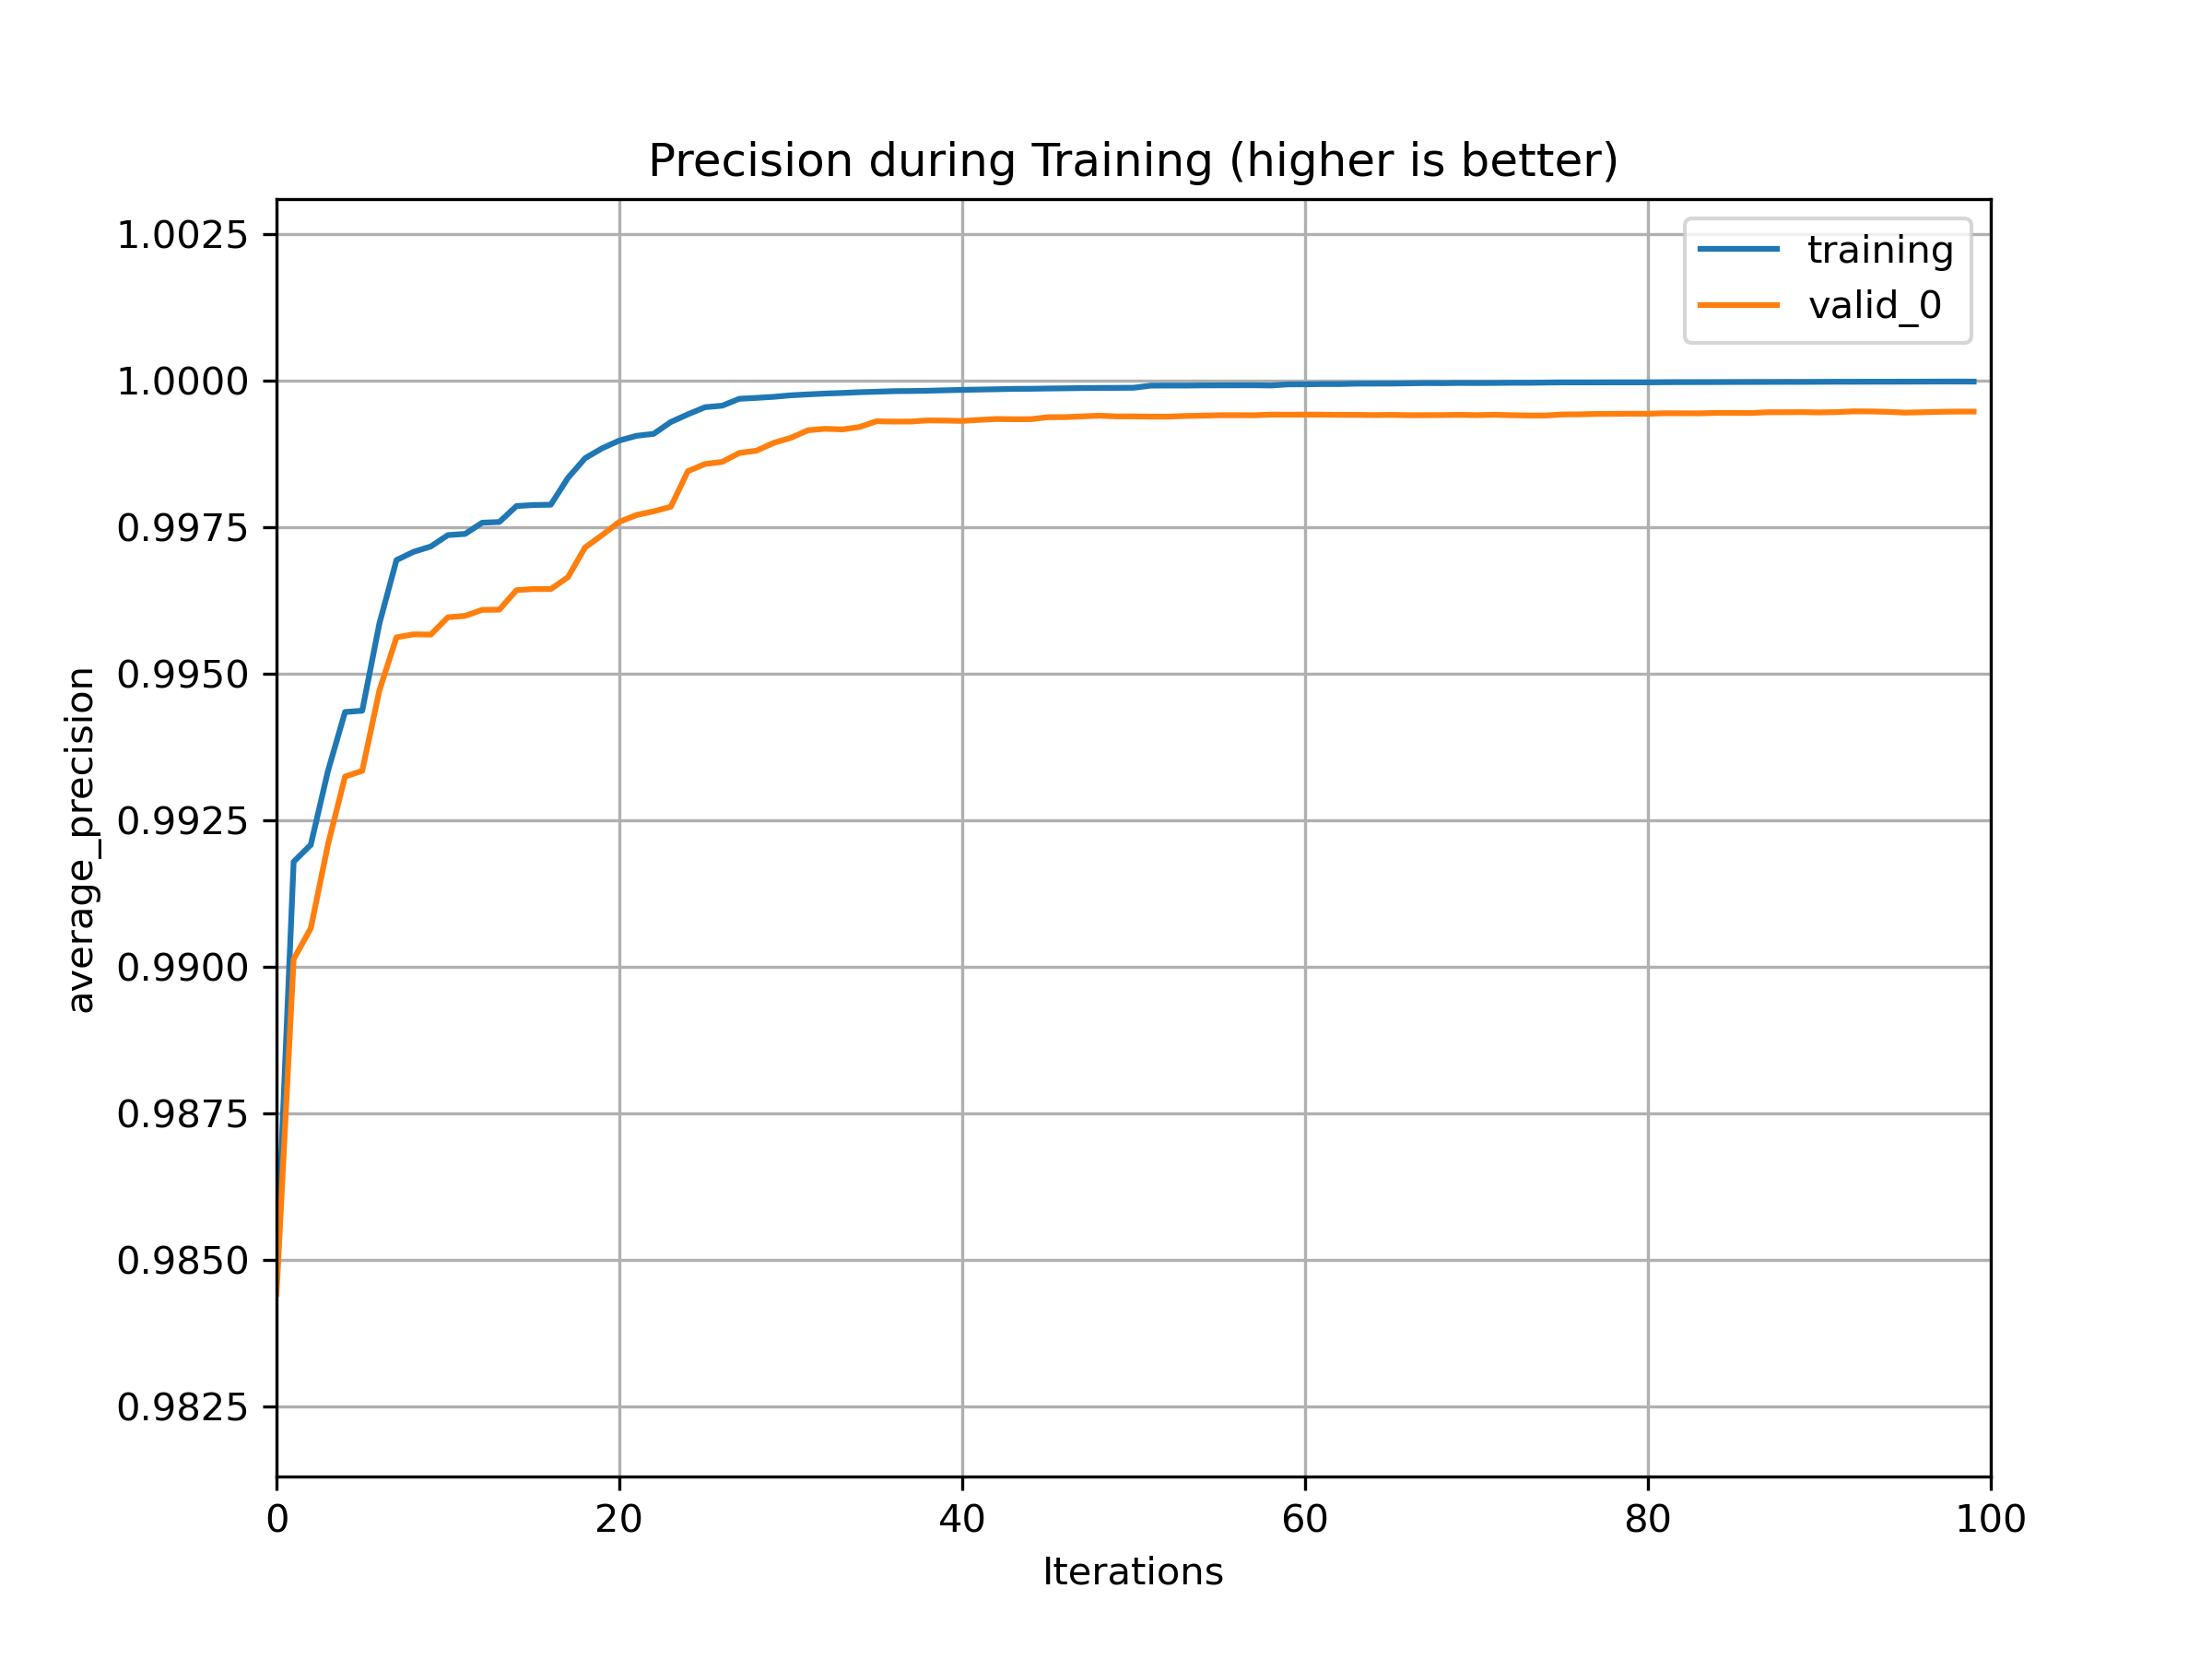 Precision during Training (higher is better)
training
valid_0
1.0025
1.0000
0.9975
0.9950
0.9925
0.9900
0.9875
0.9850
0.9825
average_precision
0 20 40 60 80 100
Iterations